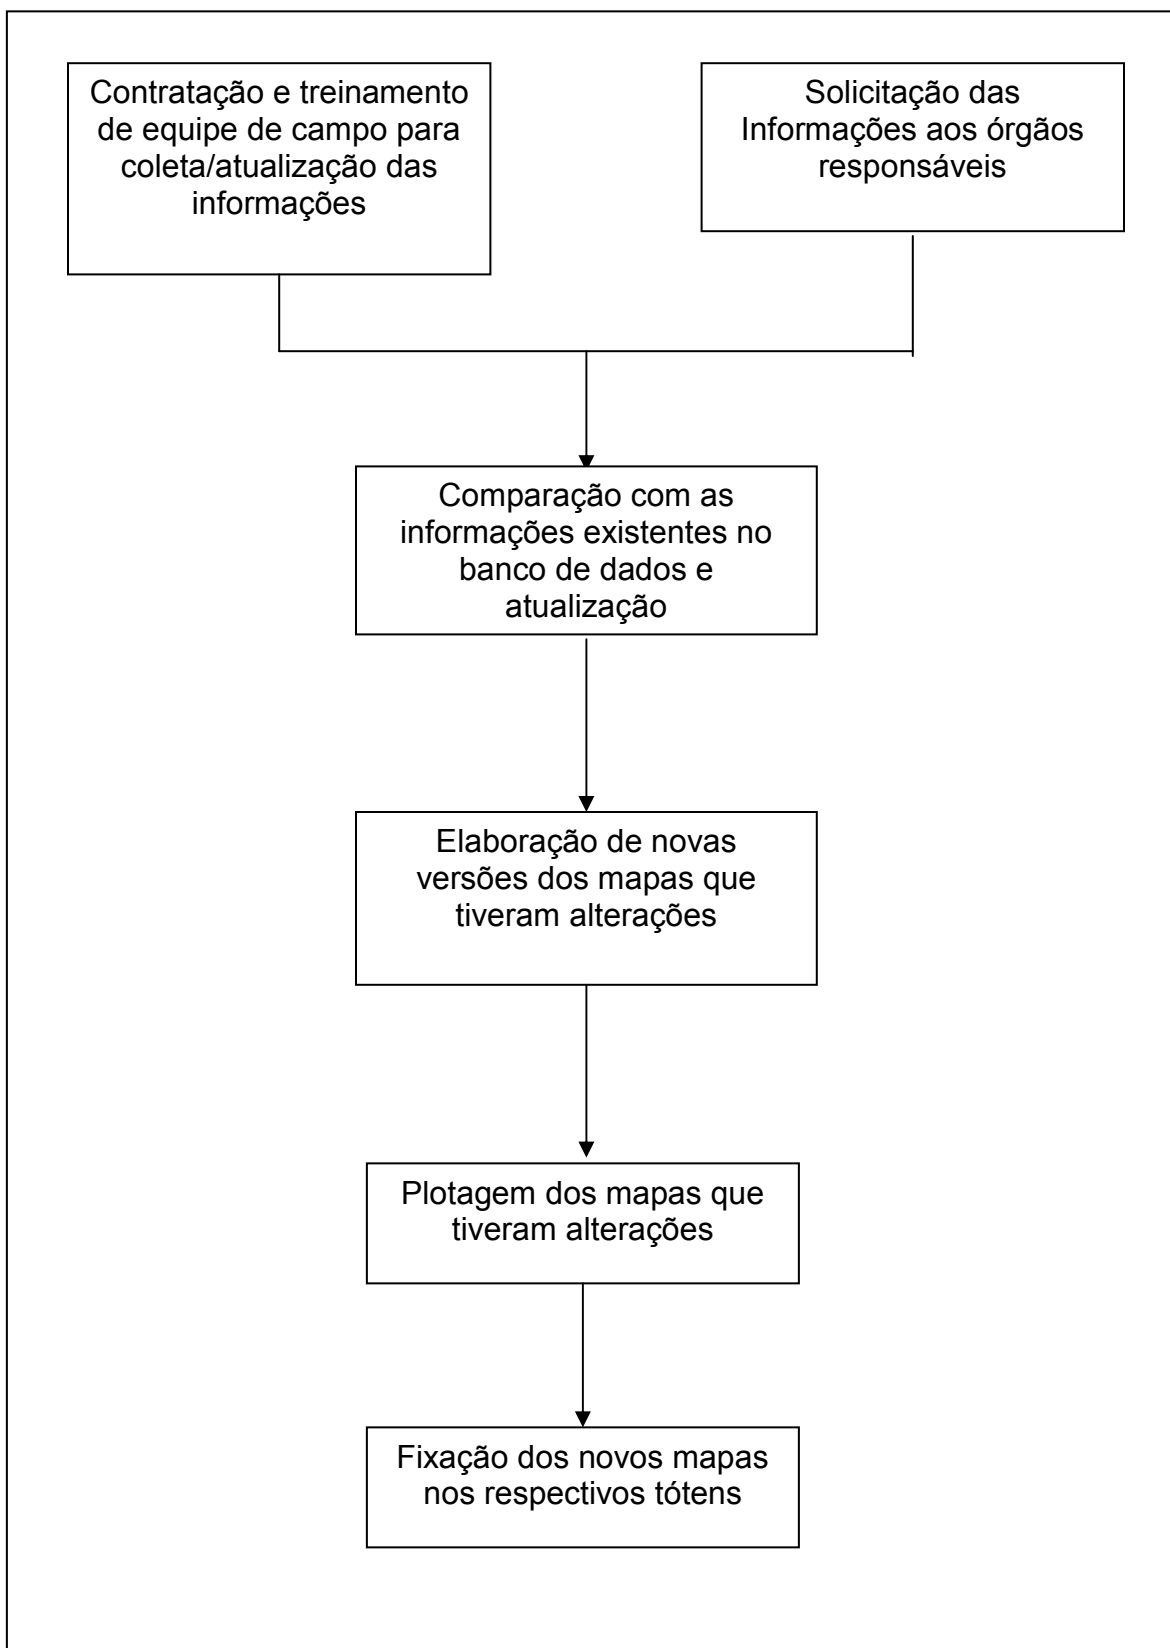 Contratação e treinamento
de equipe de campo para
coleta/atualização das
informações
Solicitação das
Informações aos órgãos
responsáveis
Comparação com as
informações existentes no
banco de dados e
atualização
Elaboração de novas
versões dos mapas que
tiveram alterações
Plotagem dos mapas que
tiveram alterações
Fixação dos novos mapas
nos respectivos tótens